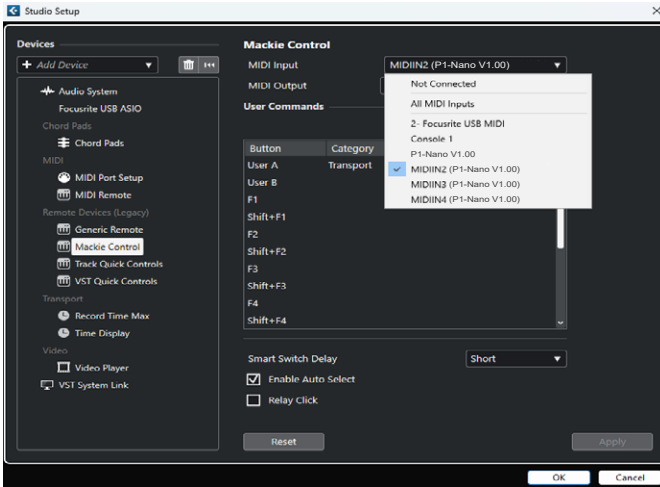 Studio Setup
Devices
+ Add Device
Audio System
Focusrite USB ASIO
Chord Pads
Chord Pads
MIDI
MIDI Port Setup
MIDI Remote
Remote Devices (Legacy)
Generic Remote
Mackie Control
Track Quick Controls
VST Quick Controls
Transport
Record Time Max
Time Display
Video
Video Player
VST System Link
Mackie Control
MIDI Input MIDIIN2 (P1-Nano V1.00)
MIDI Output
Not Connected
All MIDI Inputs
2- Focusrite USB MIDI
Console 1
P1-Nano V1.00
MIDIIN2 (P1-Nano V1.00)
MIDIIN3 (P1-Nano V1.00)
MIDIIN4 (P1-Nano V1.00)
User Commands
Button Category
User A Transport
User B
F1
Shift+F1
F2
Shift+F2
F3
Shift+F3
F4
Shift+F4
Smart Switch Delay Short
Enable Auto Select
Relay Click
Reset Apply
OK Cancel